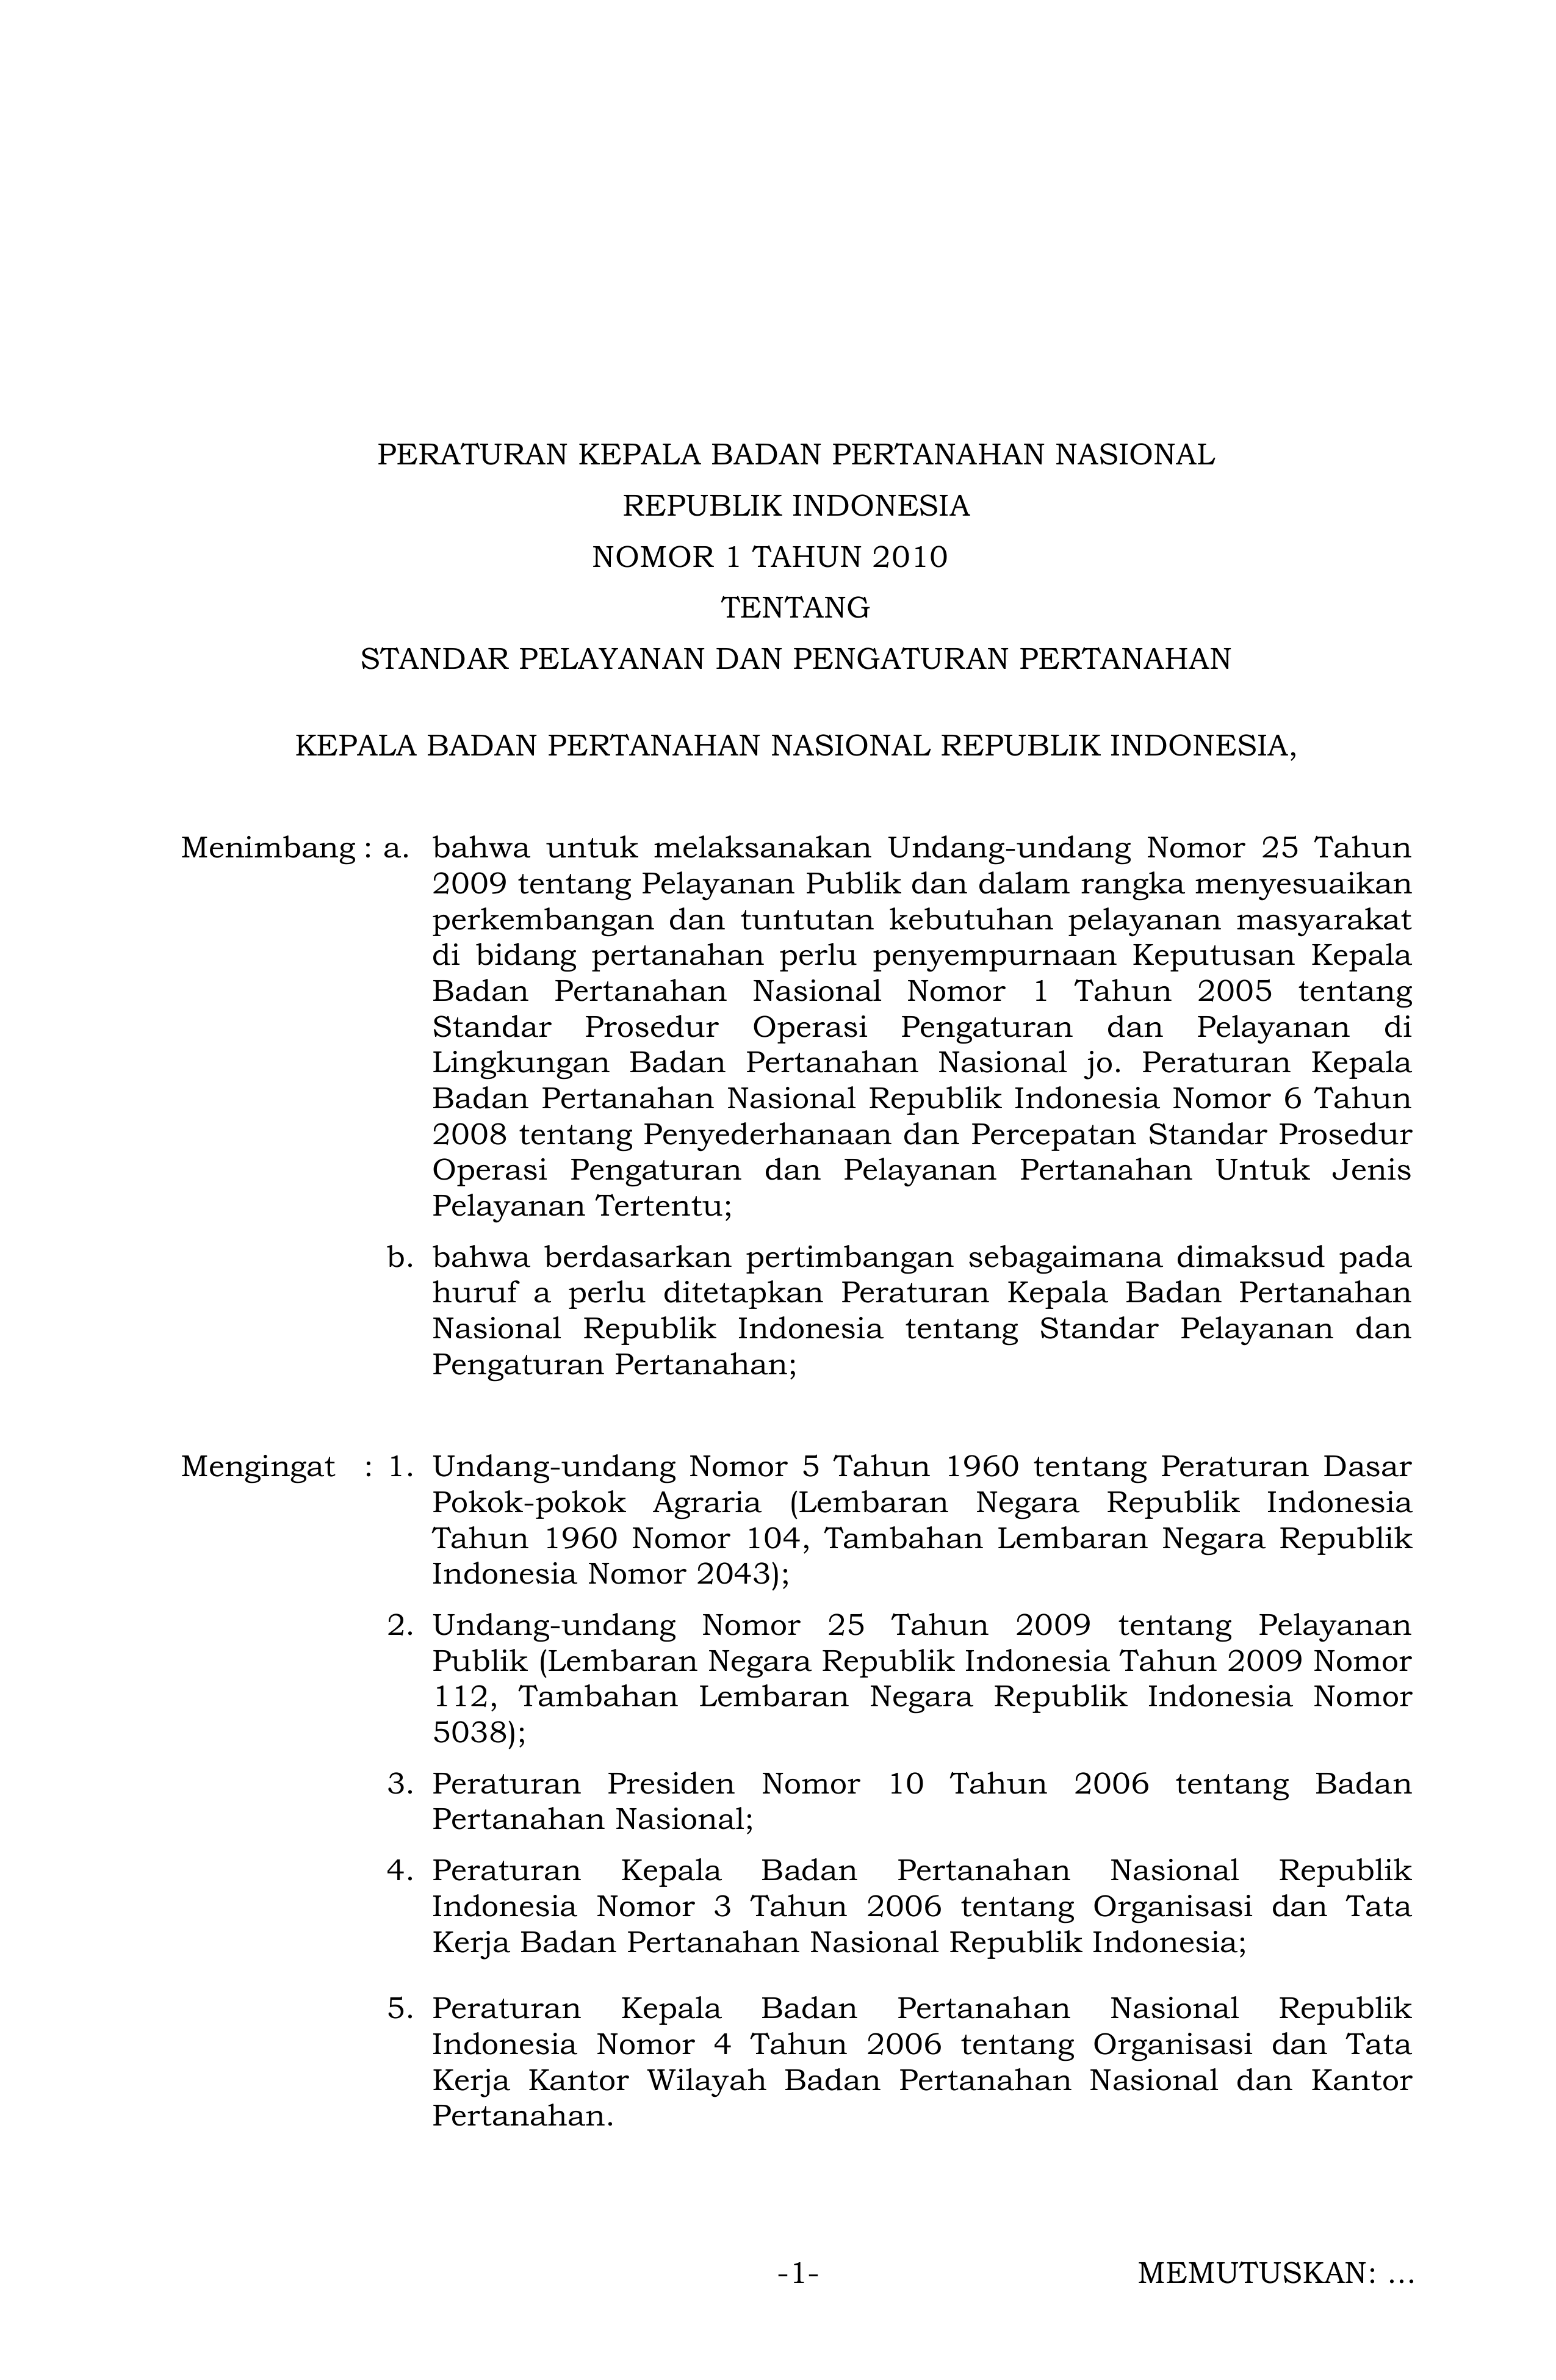 PERATURAN KEPALA BADAN PERTANAHAN NASIONAL
REPUBLIK INDONESIA
NOMOR 1 TAHUN 2010
TENTANG
STANDAR PELAYANAN DAN PENGATURAN PERTANAHAN
KEPALA BADAN PERTANAHAN NASIONAL REPUBLIK INDONESIA,
Menimbang : a. bahwa untuk melaksanakan Undang-undang Nomor 25 Tahun
2009 tentang Pelayanan Publik dan dalam rangka menyesuaikan
perkembangan dan tuntutan kebutuhan pelayanan masyarakat
di bidang pertanahan perlu penyempurnaan Keputusan Kepala
Badan Pertanahan Nasional Nomor 1 Tahun 2005 tentang
Standar Prosedur Operasi Pengaturan dan Pelayanan di
Lingkungan Badan Pertanahan Nasional jo. Peraturan Kepala
Badan Pertanahan Nasional Republik Indonesia Nomor 6 Tahun
2008 tentang Penyederhanaan dan Percepatan Standar Prosedur
Operasi Pengaturan dan Pelayanan Pertanahan Untuk Jenis
Pelayanan Tertentu;
b. bahwa berdasarkan pertimbangan sebagaimana dimaksud pada
huruf a perlu ditetapkan Peraturan Kepala Badan Pertanahan
Nasional Republik Indonesia tentang Standar Pelayanan dan
Pengaturan Pertanahan;
Mengingat : 1. Undang-undang Nomor 5 Tahun 1960 tentang Peraturan Dasar
Pokok-pokok Agraria (Lembaran Negara Republik Indonesia
Tahun 1960 Nomor 104, Tambahan Lembaran Negara Republik
Indonesia Nomor 2043);
2. Undang-undang Nomor 25 Tahun 2009 tentang Pelayanan
Publik (Lembaran Negara Republik Indonesia Tahun 2009 Nomor
112, Tambahan Lembaran Negara Republik Indonesia Nomor
5038);
3. Peraturan Presiden Nomor 10 Tahun 2006 tentang Badan
Pertanahan Nasional;
4. Peraturan Kepala Badan Pertanahan Nasional Republik
Indonesia Nomor 3 Tahun 2006 tentang Organisasi dan Tata
Kerja Badan Pertanahan Nasional Republik Indonesia;
5. Peraturan Kepala Badan Pertanahan Nasional Republik
Indonesia Nomor 4 Tahun 2006 tentang Organisasi dan Tata
Kerja Kantor Wilayah Badan Pertanahan Nasional dan Kantor
Pertanahan.
-1- MEMUTUSKAN: ...